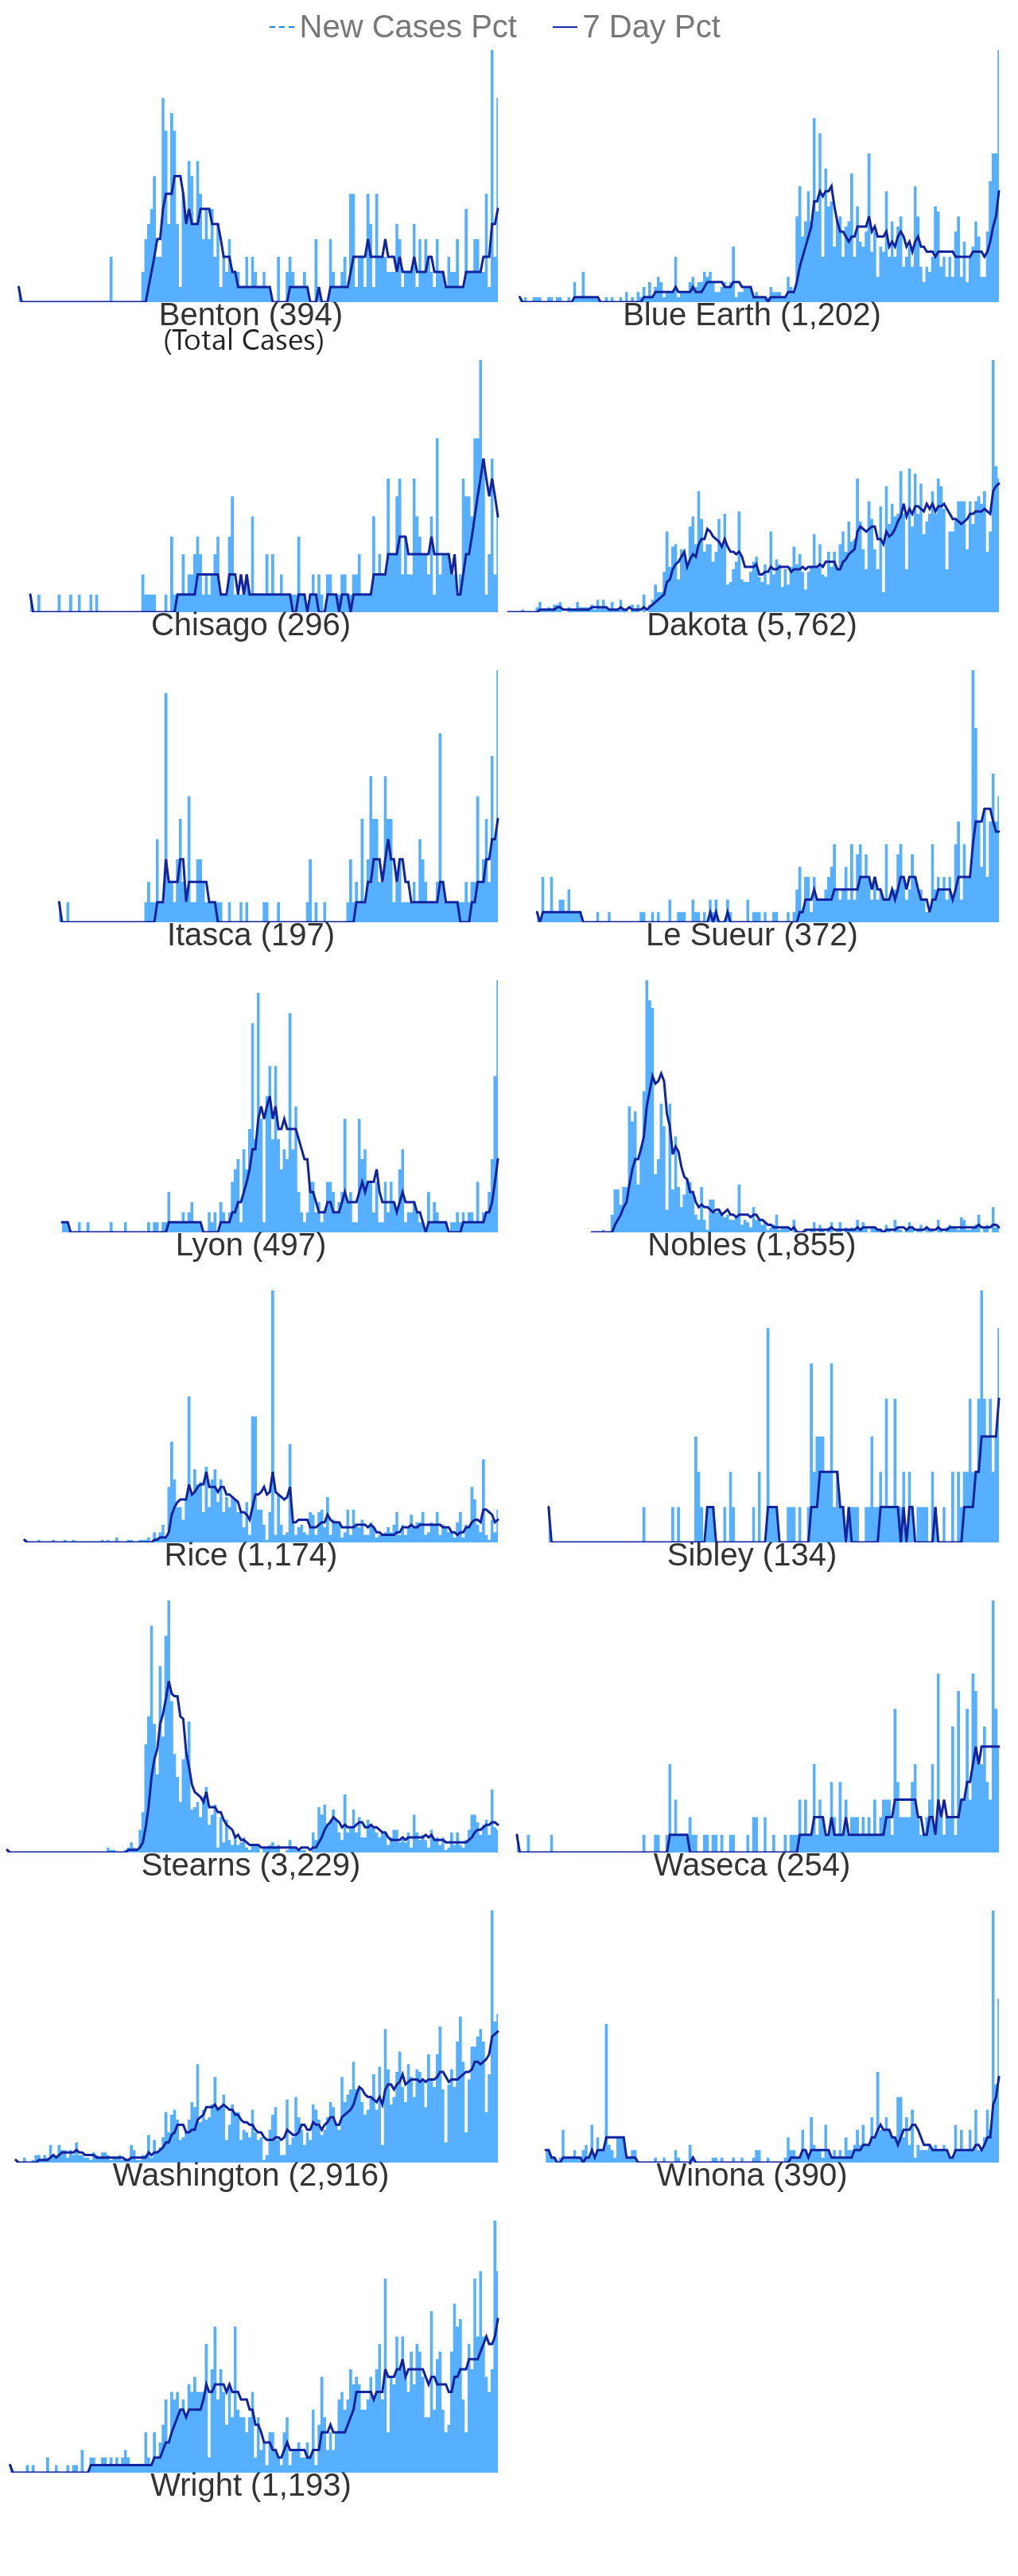 New Cases Pct 7 Day Pct
Benton (394) Blue Earth (1,202)
(Total Cases)
Chisago (296) Dakota (5,762)
Itasca (197) Le Sueur (372)
Lyon (497) Nobles (1,855)
Rice (1,174) Sibley (134)
Stearns (3,229) Waseca (254)
Washington (2,916) Winona (390)
Wright (1,193)